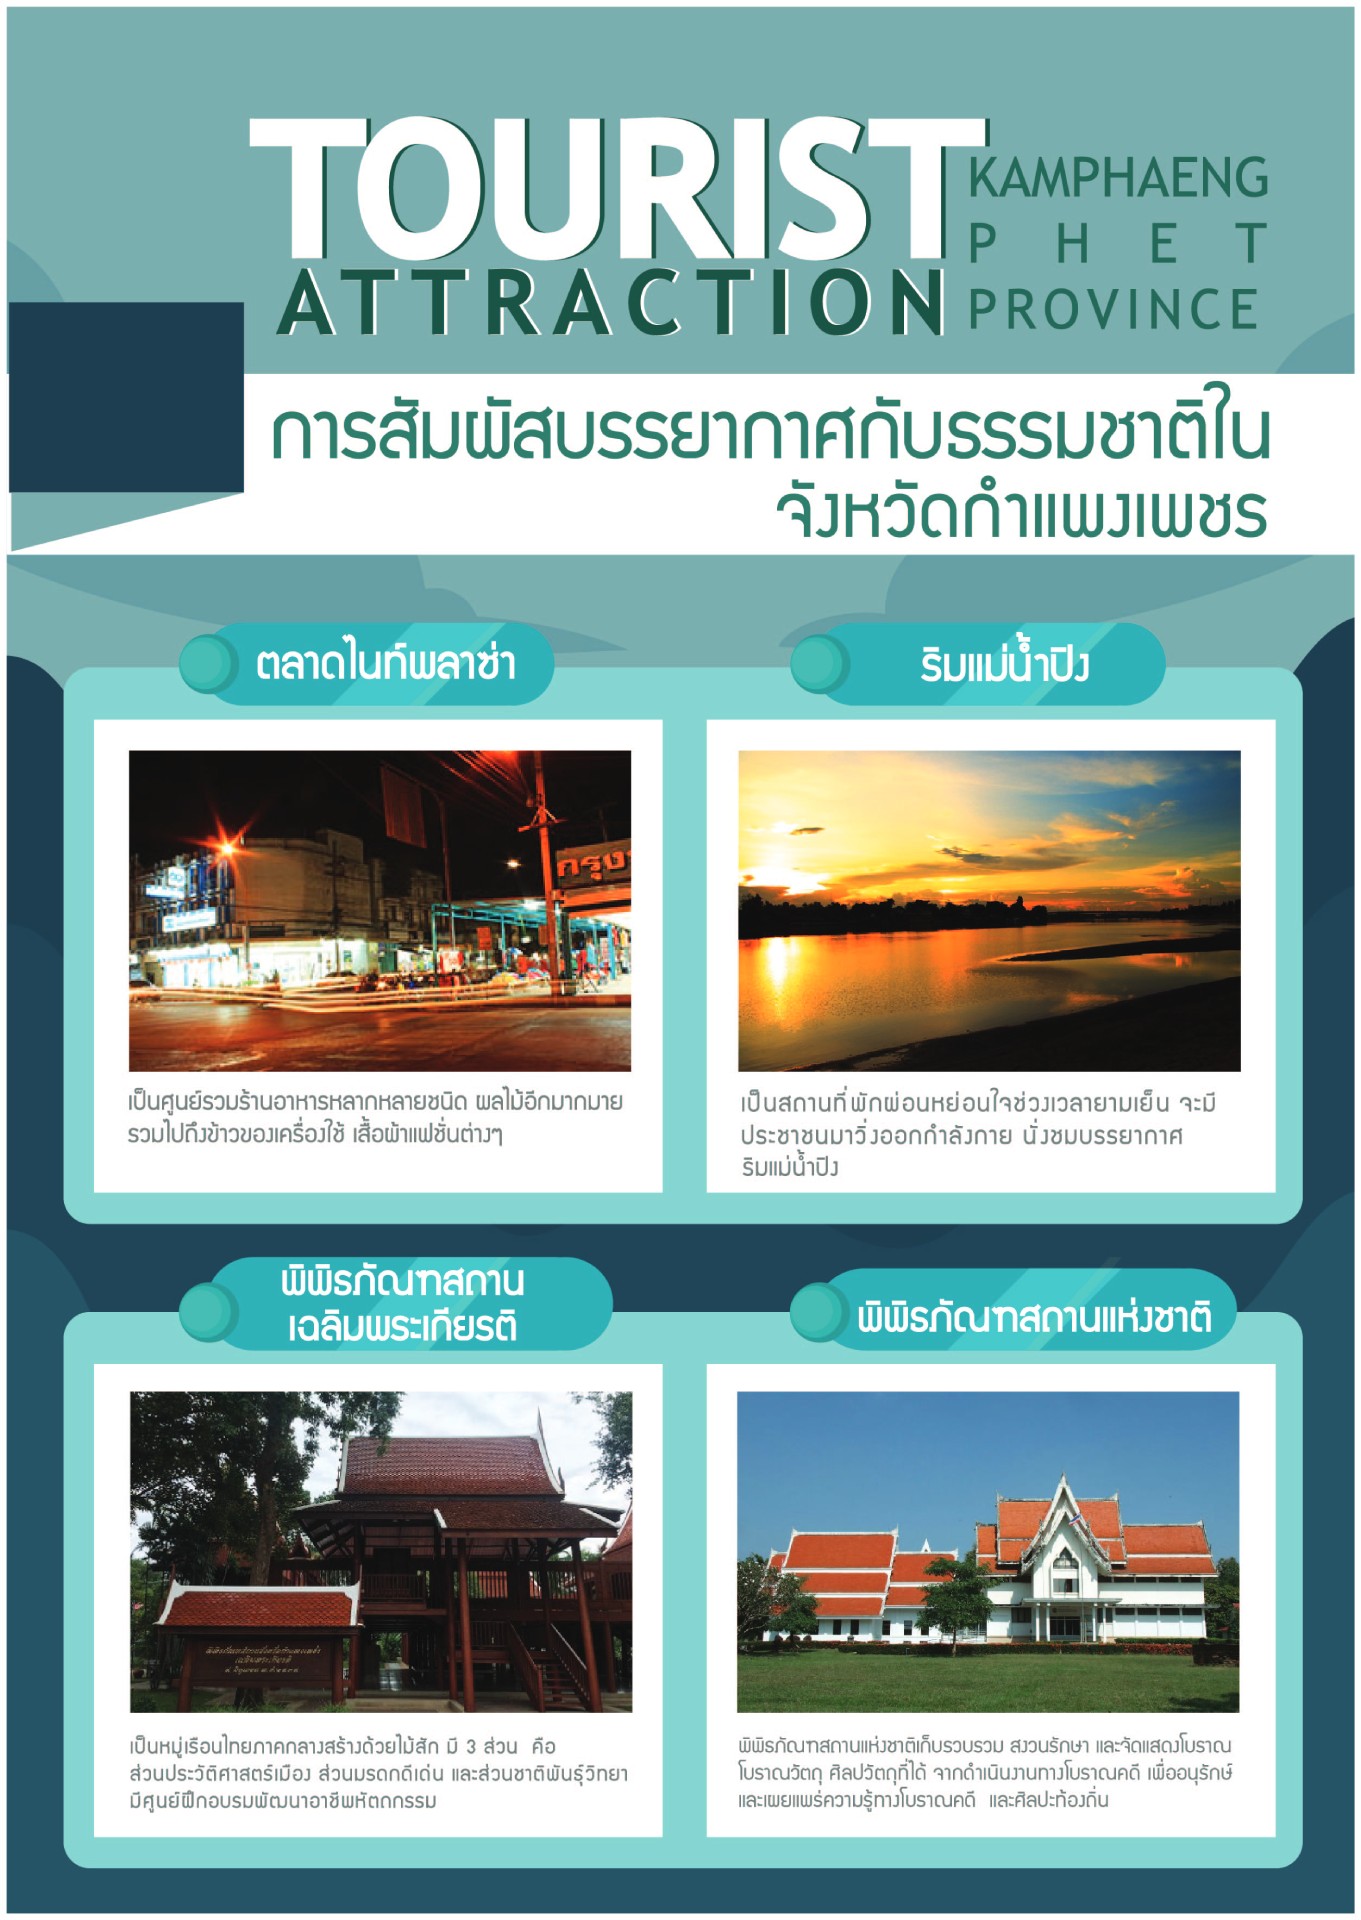 TOURIST
ATTRACTION
KAMPHAENG
PHET
PROVINCE
การสัมผัสบรรยากาศกับธรรมชาติใน
จังหวัดกำแพงเพชร
ตลาดไนท์พลาซ่า
ริมแม่น้ำปิง
กรุง
เป็นศูนย์รวมร้านอาหารหลากหลายชนิด ผลไม้อีกมากมาย
รวมไปถึงข้าวของเครื่องใช้ เสื้อผ้าแฟชั่นต่างๆ
เป็นสถานที่พักผ่อนหย่อนใจช่วงเวลายามเย็น จะมี
ประชาชนมาวิ่งออกกำลังกาย นั่งชมบรรยากาศ
ริมแม่น้ำปิง
พิพิธภัณฑสถาน
เฉลิมพระเกียรติ
พิพิธภัณฑสถานแห่งชาติ
เฉลิมพระเกียรติ
เป็นหมู่เรือนไทยภาคกลางสร้างด้วยไม้สัก มี 3 ส่วน คือ
ส่วนประวัติศาสตร์เมือง ส่วนมรดกดีเด่น และส่วนชาติพันธุ์วิทยา
มีศูนย์ฝึกอบรมพัฒนาอาชีพหัตถกรรม
พิพิธภัณฑสถานแห่งชาติเก็บรวบรวม สงวนรักษา และจัดแสดงโบราณ
โบราณวัตถุ ศิลปวัตถุที่ได้ จากดำเนินงานทางโบราณคดี เพื่ออนุรักษ์
และเผยแพร่ความรู้ทางโบราณคดี และศิลปะท้องถิ่น